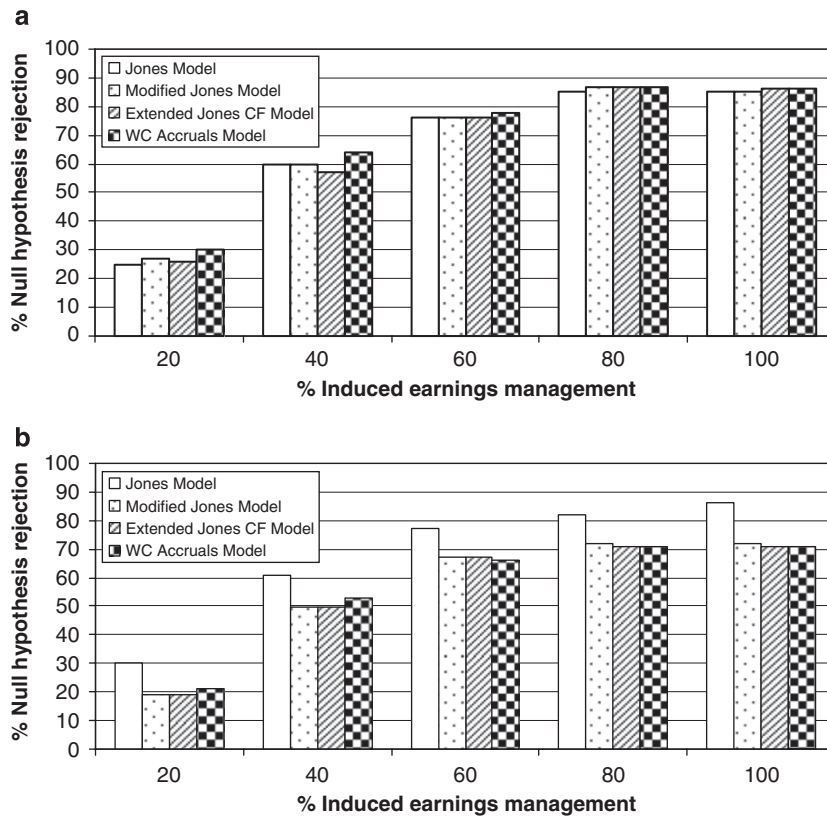 a
% Null hypothesis rejection
100
90
80
70
60
50
40
30
20
10
0
Jones Model
Modified Jones Model
Extended Jones CF Model
WC Accruals Model
20 40 60 80 100
% Induced earnings management
b
% Null hypothesis rejection
100
90
80
70
60
50
40
30
20
10
0
Jones Model
Modified Jones Model
Extended Jones CF Model
WC Accruals Model
20 40 60 80 100
% Induced earnings management